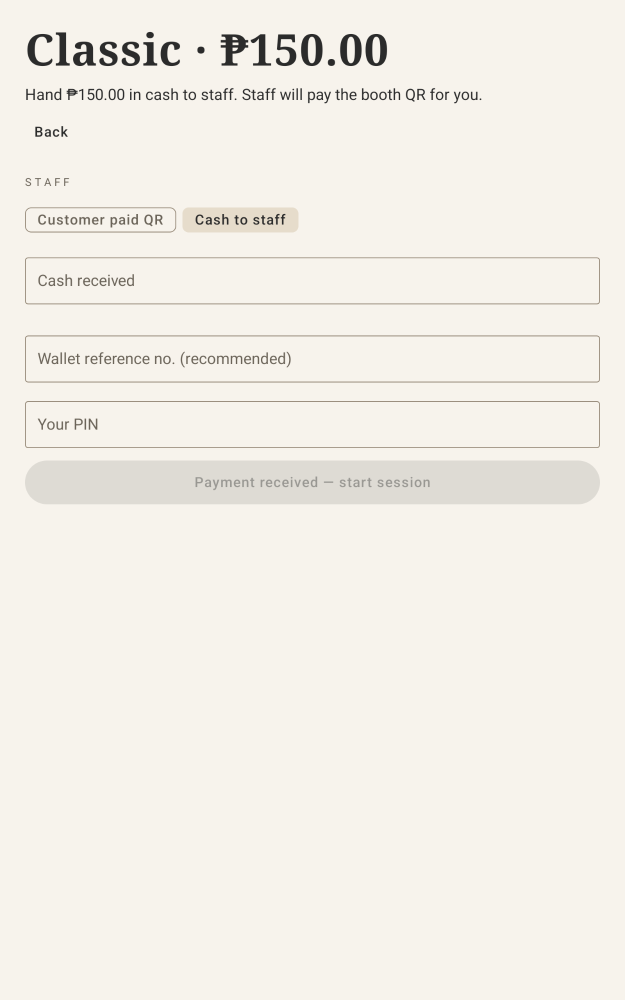 Classic · ₱150.00
Hand ₱150.00 in cash to staff. Staff will pay the booth QR for you.
Back
STAFF
Customer paid QR Cash to staff
Cash received
Wallet reference no. (recommended)
Your PIN
Payment received — start session